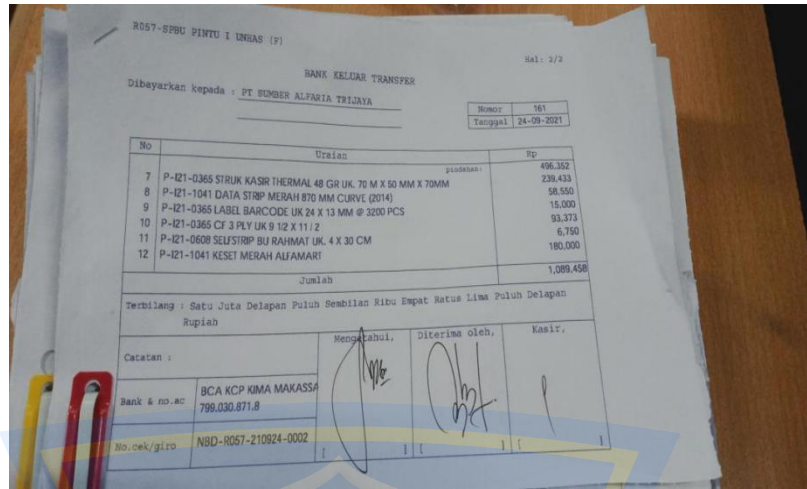 R057-SPBU PINTU I UNHAS (F)
Hal: 2/2
BANK KELUAR TRANSFER
Dibayarkan kepada : PT SUMBER ALFARIA TRIJAYA
Nomor 161
Tanggal 24-09-2021
No Uraian Rp
pindahan: 496,352
7 P-I21-0365 STRUK KASIR THERMAL 48 GR UK. 70 M X 50 MM X 70MM 239,433
8 P-I21-1041 DATA STRIP MERAH 870 MM CURVE (2014) 58,550
9 P-I21-0365 LABEL BARCODE UK 24 X 13 MM @ 3200 PCS 15,000
10 P-I21-0365 CF 3 PLY UK 9 1/2 X 11 / 2 93,373
11 P-I21-0608 SELFSTRIP BU RAHMAT UK. 4 X 30 CM 6,750
12 P-I21-1041 KESET MERAH ALFAMART 180,000
Jumlah 1,089,458
Terbilang : Satu Juta Delapan Puluh Sembilan Ribu Empat Ratus Lima Puluh Delapan
Rupiah
Catatan :
Mengetahui, Diterima oleh, Kasir,
Bank & no.ac BCA KCP KIMA MAKASSA
799.030.871.8
No.cek/giro NBD-R057-210924-0002
[ ] [ ] [ ]